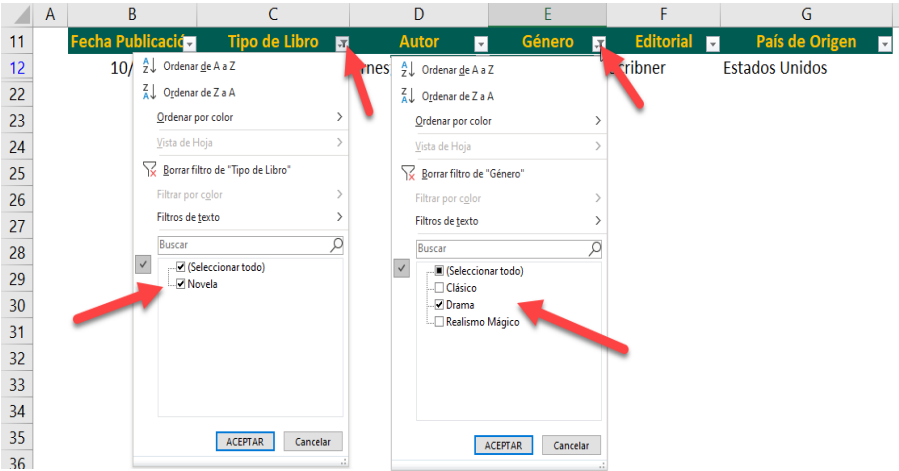 A B C D E F G
11 Fecha Publicació Tipo de Libro Autor Género Editorial País de Origen
12 10/ rnes cribner Estados Unidos
22
23
24
25
26
27
28
29
30
31
32
33
34
35
36
Ordenar de A a Z
Ordenar de Z a A
Ordenar por color
Vista de Hoja
Borrar filtro de "Tipo de Libro"
Filtrar por color
Filtros de texto
Buscar
(Seleccionar todo)
Novela
ACEPTAR Cancelar
Ordenar de A a Z
Ordenar de Z a A
Ordenar por color
Vista de Hoja
Borrar filtro de "Género"
Filtrar por color
Filtros de texto
Buscar
(Seleccionar todo)
Clásico
Drama
Realismo Mágico
ACEPTAR Cancelar